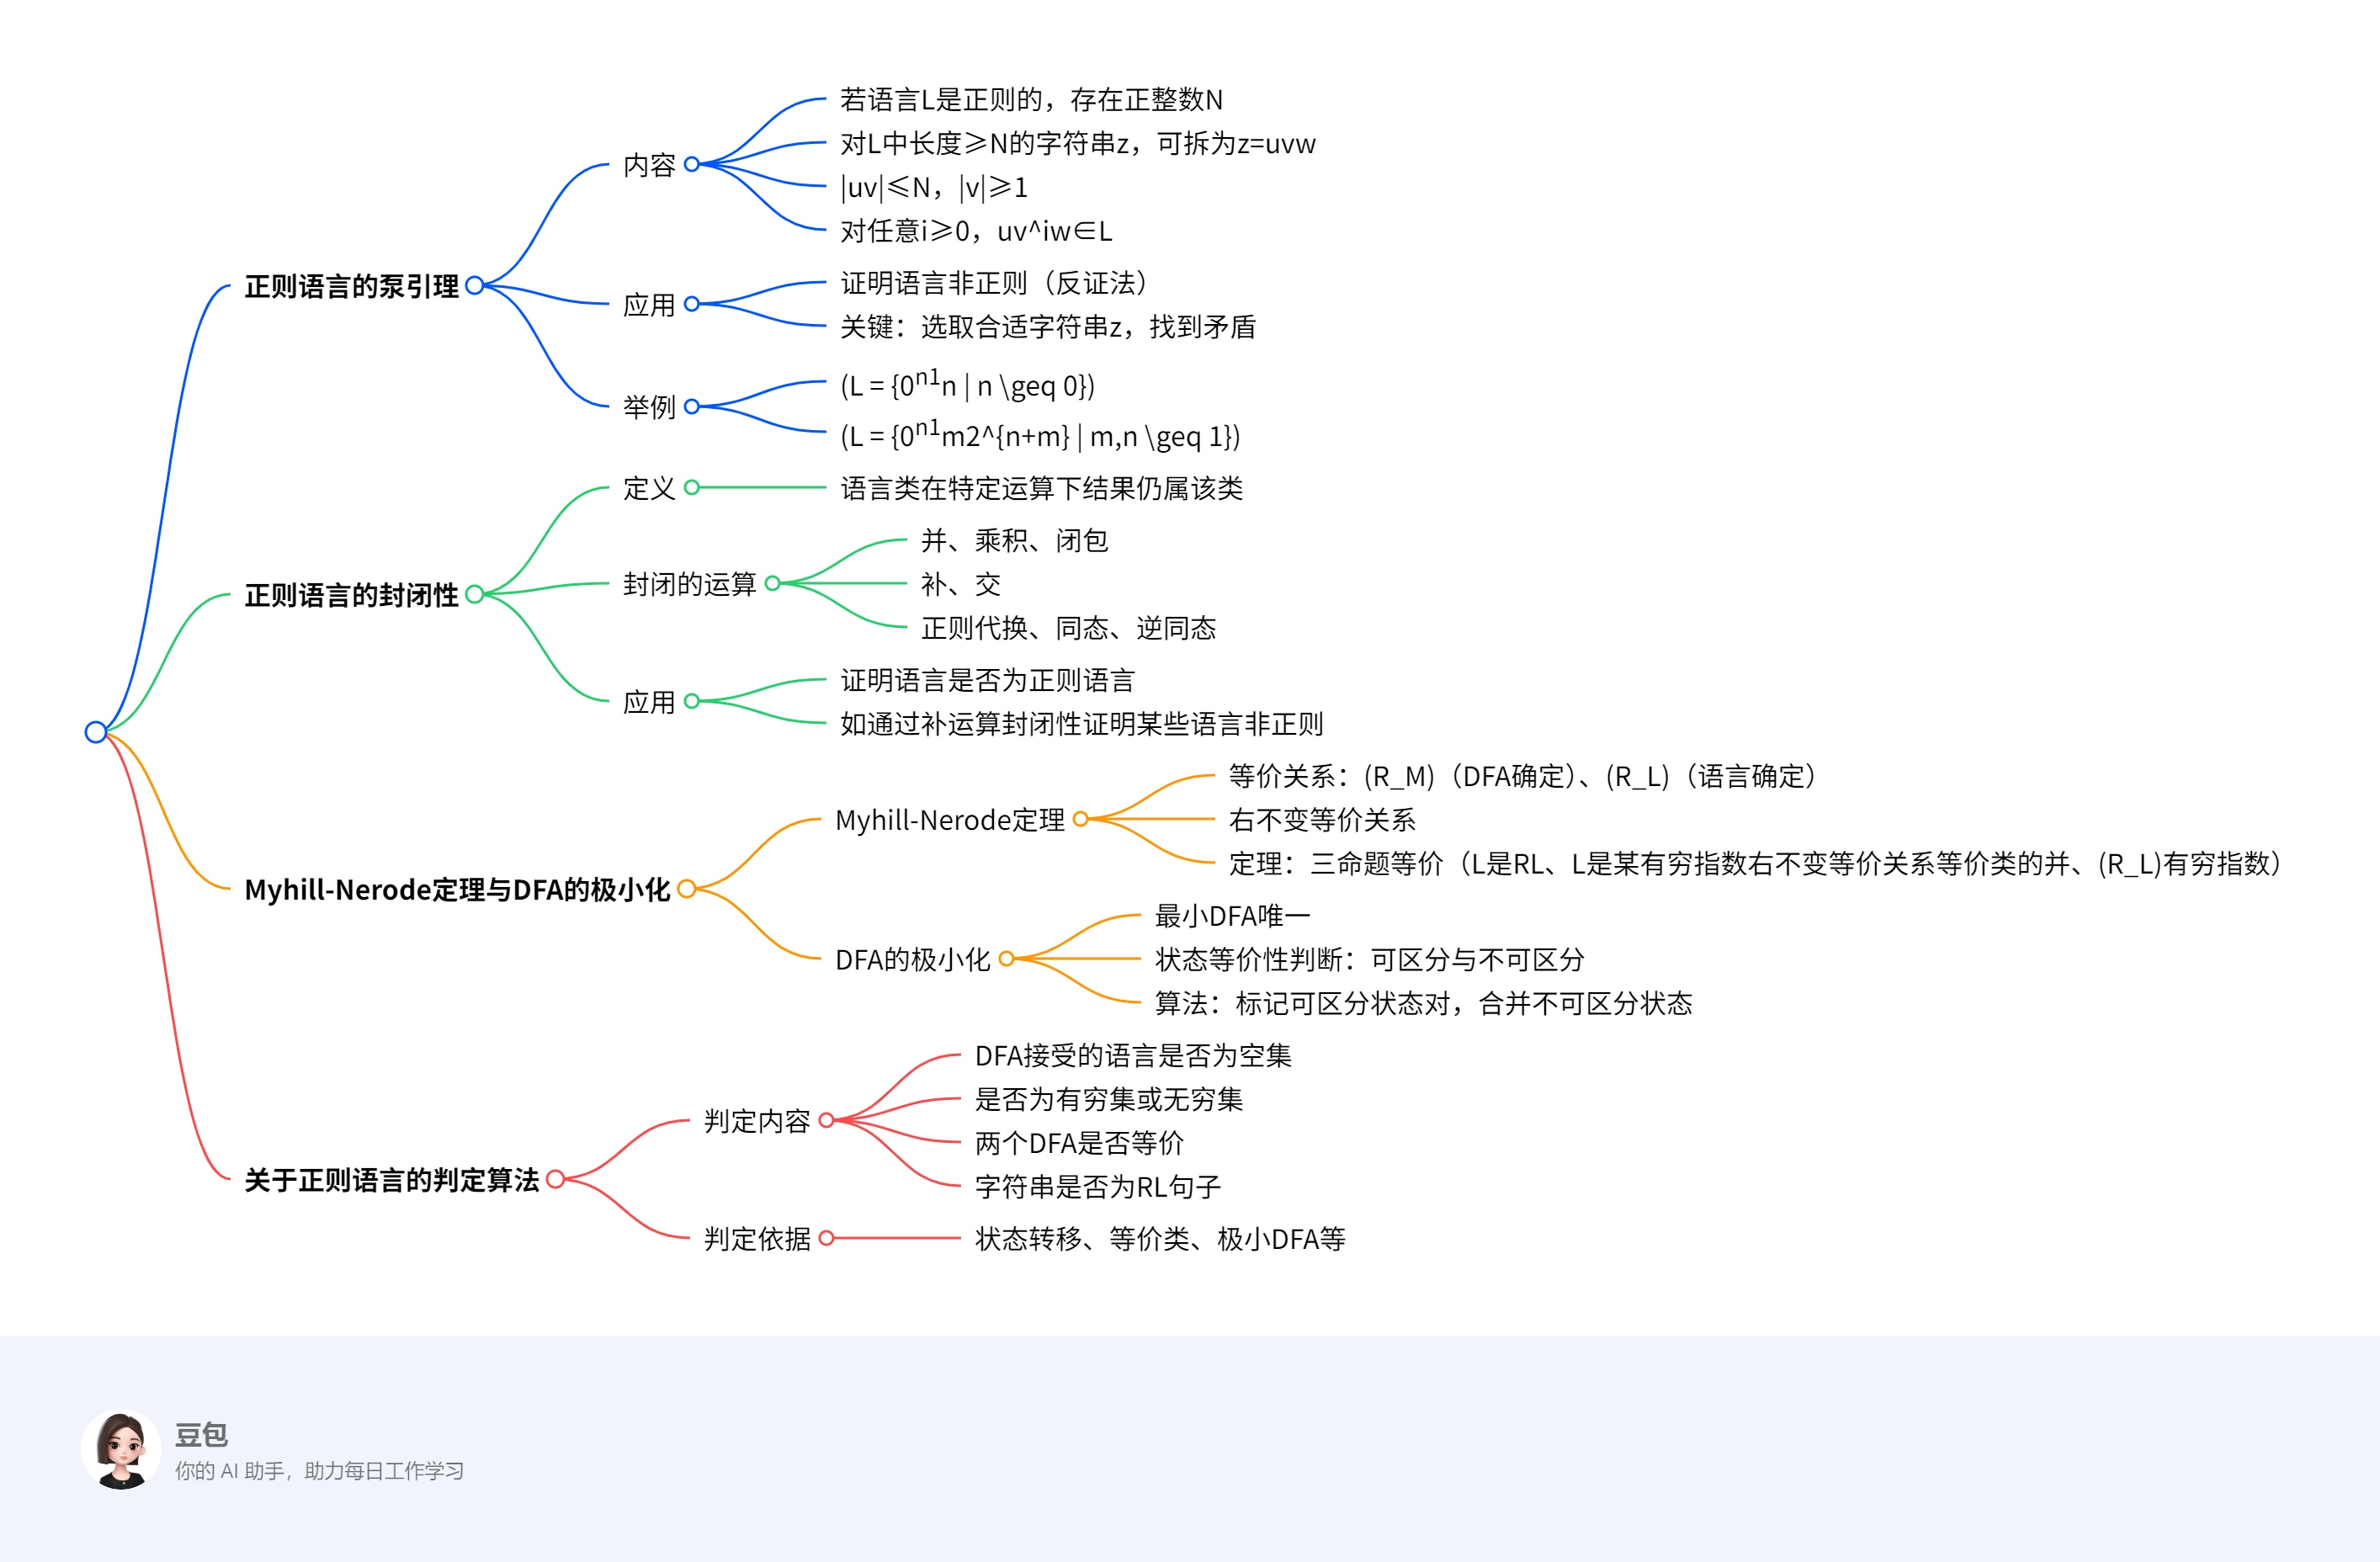 正则语言的泵引理
内容
若语言L是正则的，存在正整数N
对L中长度≥N的字符串z，可拆为z=uvw
|uv|≤N，|v|≥1
对任意i≥0，uv^iw∈L
应用
证明语言非正则（反证法）
关键：选取合适字符串z，找到矛盾
举例
(L = {0^{n1}n | n \geq 0})
(L = {0^{n1}m2^{n+m} | m,n \geq 1})
正则语言的封闭性
定义
语言类在特定运算下结果仍属该类
封闭的运算
并、乘积、闭包
补、交
正则代换、同态、逆同态
应用
证明语言是否为正则语言
如通过补运算封闭性证明某些语言非正则
Myhill-Nerode定理与DFA的极小化
Myhill-Nerode定理
等价关系：(R_M)（DFA确定）、(R_L)（语言确定）
右不变等价关系
定理：三命题等价（L是RL、L是某有穷指数右不变等价关系等价类的并、(R_L)有穷指数）
DFA的极小化
最小DFA唯一
状态等价性判断：可区分与不可区分
算法：标记可区分状态对，合并不可区分状态
关于正则语言的判定算法
判定内容
DFA接受的语言是否为空集
是否为有穷集或无穷集
两个DFA是否等价
字符串是否为RL句子
判定依据
状态转移、等价类、极小DFA等
豆包
你的 AI 助手，助力每日工作学习